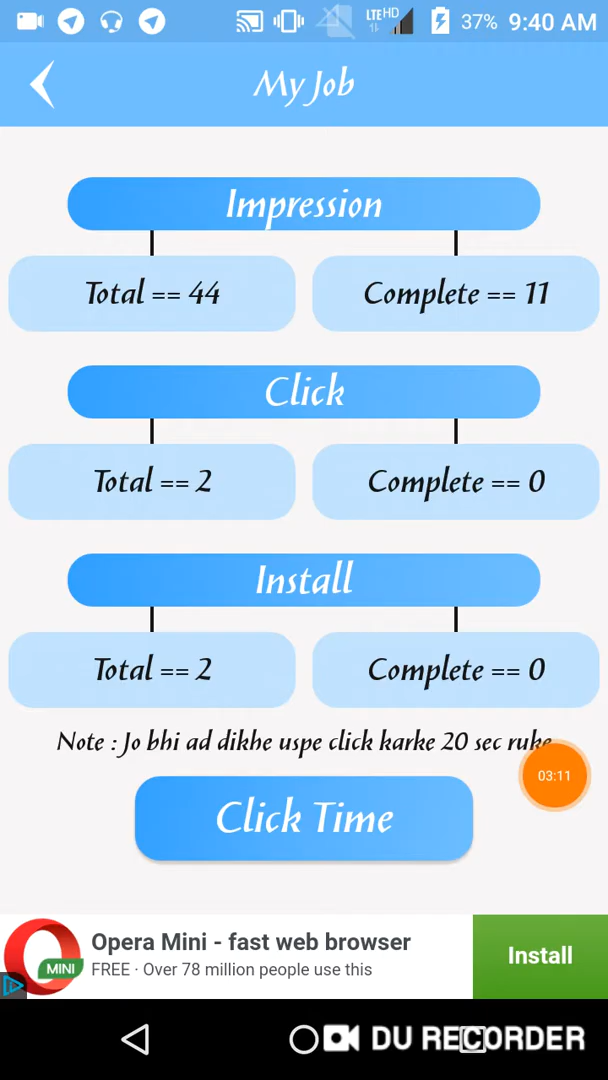 LTE HD 37% 9:40 AM
My Job
Impression
Total == 44 Complete == 11
Click
Total == 2 Complete == 0
Install
Total == 2 Complete == 0
Note : Jo bhi ad dikhe uspe click karke 20 sec ruke
03:11
Click Time
Opera Mini - fast web browser
FREE · Over 78 million people use this
MINI
Install
DU RECORDER